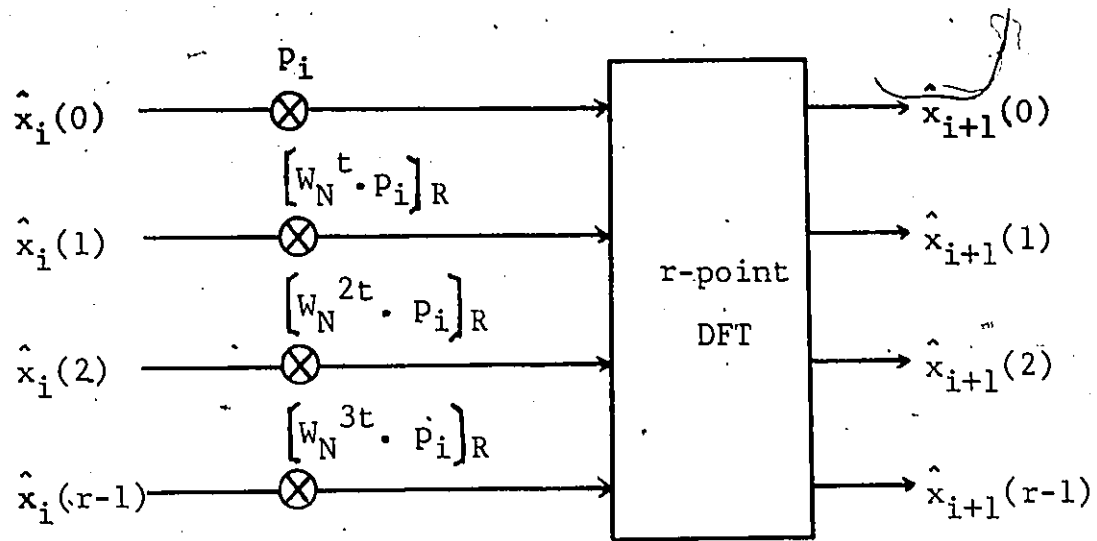 p_i
x̂_i(0)
x̂_{i+1}(0)
[W_N^t · p_i]_R
x̂_i(1)
x̂_{i+1}(1)
r-point
[W_N^{2t} · p_i]_R
DFT
x̂_i(2)
x̂_{i+1}(2)
[W_N^{3t} · p_i]_R
x̂_i(r-1)
x̂_{i+1}(r-1)